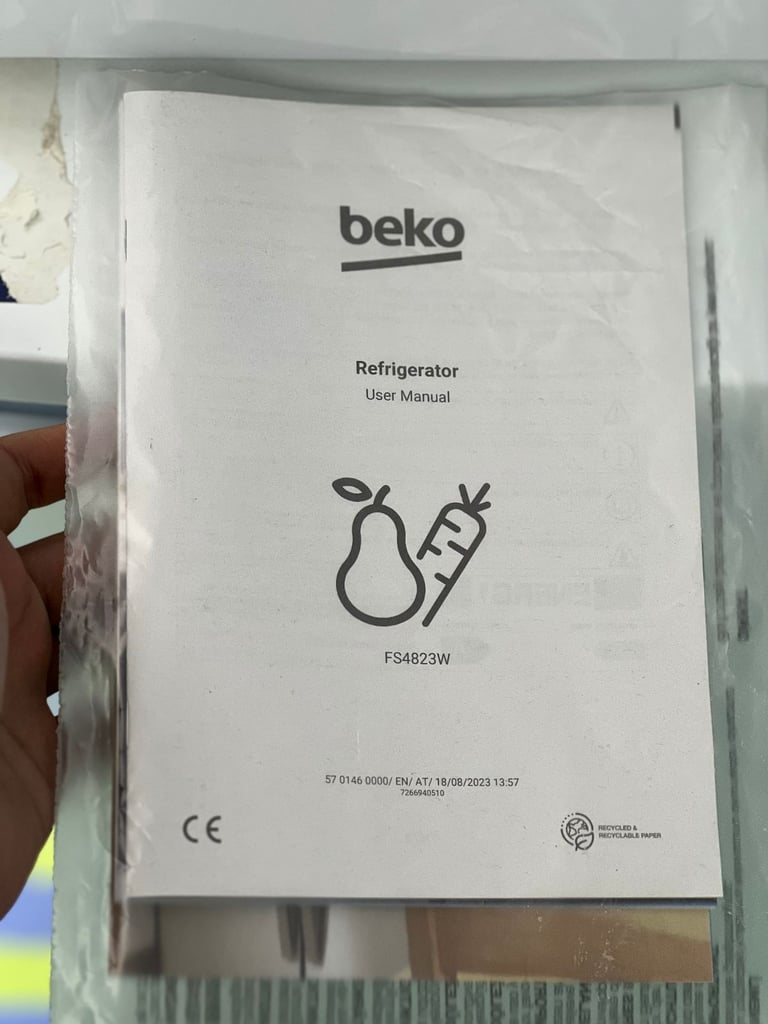 beko
Refrigerator
User Manual
FS4823W
57 0146 0000/ EN/ AT/ 18/08/2023 13:57
7266940510
CE
RECYCLED &
RECYCLABLE PAPER